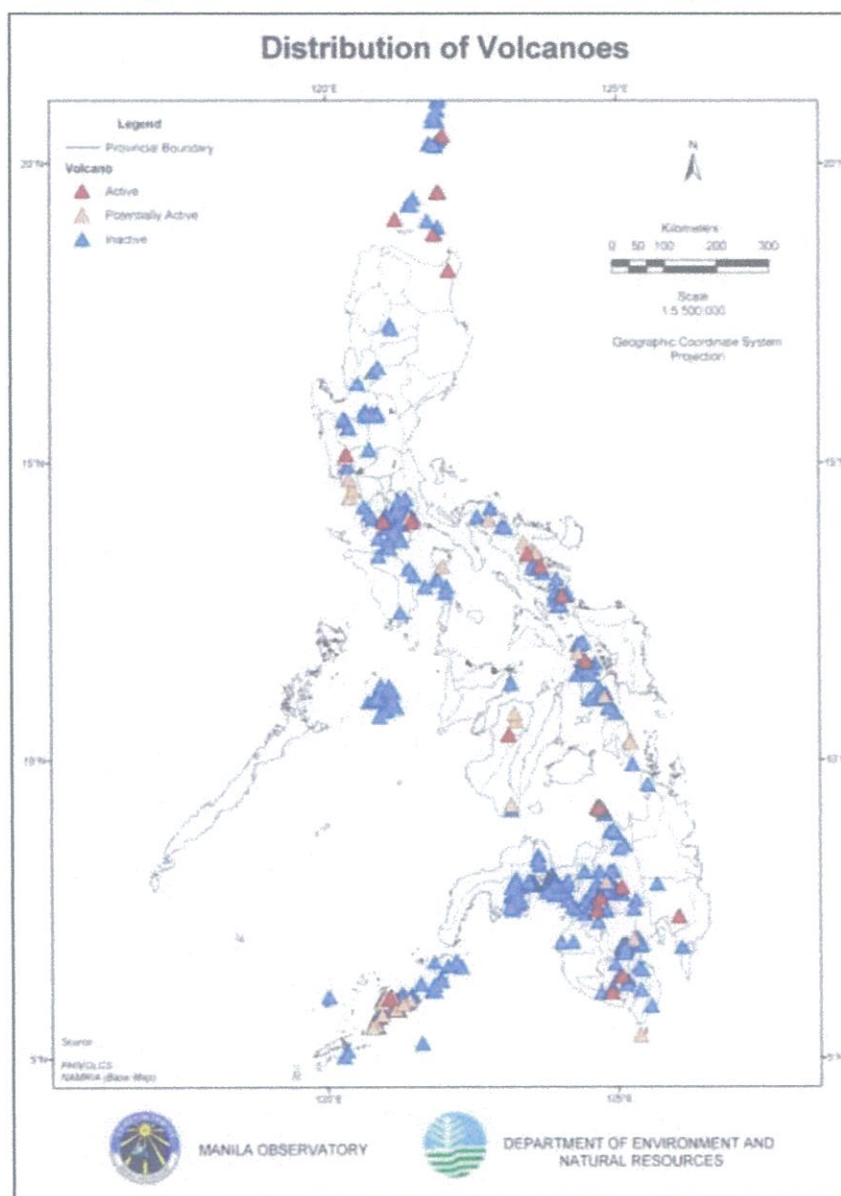 Distribution of Volcanoes
120°E
125°E
Legend
Provincial Boundary
Volcano
Active
Potentially Active
Inactive
N
Kilometers
0 50 100 200 300
Scale
1:5 500,000
Geographic Coordinate System
Projection
20°N
20°N
15°N
15°N
10°N
10°N
5°N
5°N
Source
PHIVOLCS
NAMRIA (Base Map)
120°E
125°E
MANILA OBSERVATORY
DEPARTMENT OF ENVIRONMENT AND
NATURAL RESOURCES